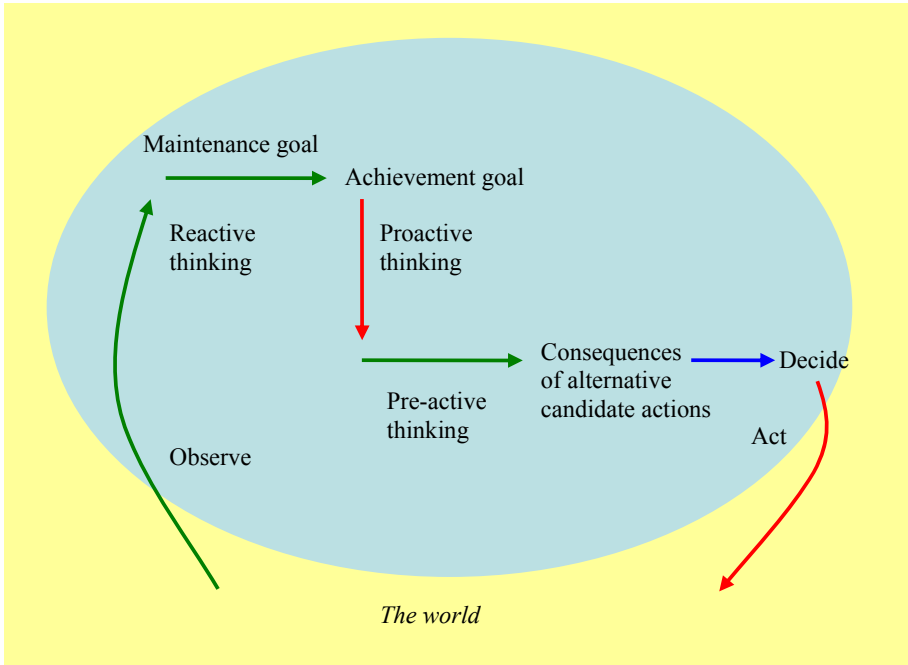 Maintenance goal
Achievement goal
Reactive
thinking
Proactive
thinking
Consequences
of alternative
candidate actions
Decide
Pre-active
thinking
Act
Observe
The world